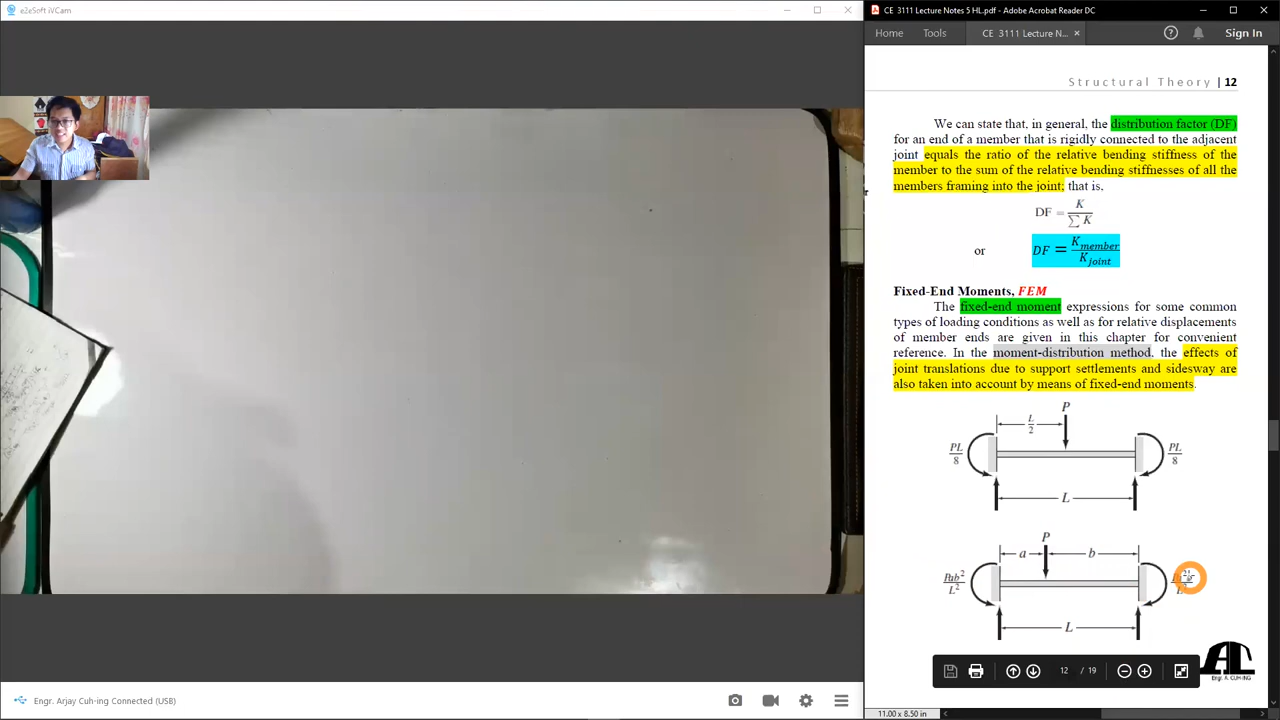 e2eSoft iVCam
CE 3111 Lecture Notes 5 HL.pdf - Adobe Acrobat Reader DC
Home Tools CE 3111 Lecture N... × Sign In
Structural Theory | 12
We can state that, in general, the distribution factor (DF)
for an end of a member that is rigidly connected to the adjacent
joint equals the ratio of the relative bending stiffness of the
member to the sum of the relative bending stiffnesses of all the
members framing into the joint; that is,
DF = K / ∑ K
or DF = K_member / K_joint
Fixed-End Moments, FEM
The fixed-end moment expressions for some common
types of loading conditions as well as for relative displacements
of member ends are given in this chapter for convenient
reference. In the moment-distribution method, the effects of
joint translations due to support settlements and sidesway are
also taken into account by means of fixed-end moments.
P
L/2
PL/8 PL/8
L
P
a b
Pab²/L²
L
AC
Engr. A. CUH-ING
12 / 19
Engr. Arjay Cuh-ing Connected (USB)
11.00 x 8.50 in